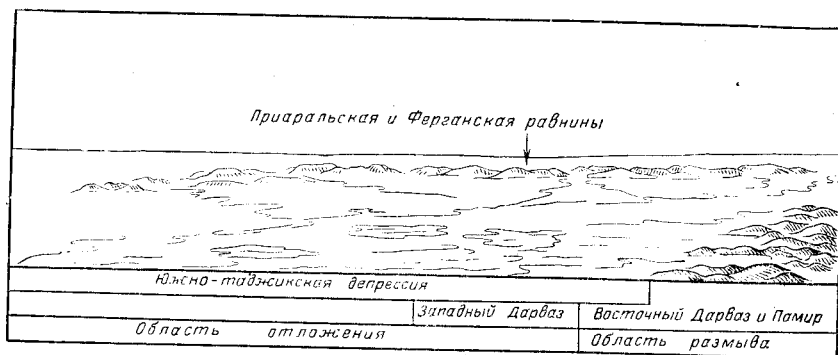 Приаральская и Ферганская равнины
Южно-таджикская депрессия
Западный Дарваз
Восточный Дарваз и Памир
Область отложения
Область размыва